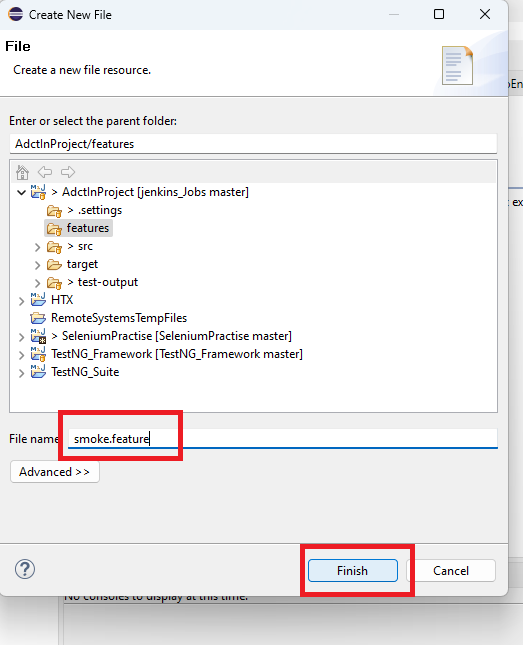 Create New File
File
Create a new file resource.
Enter or select the parent folder:
AdctInProject/features
> AdctInProject [jenkins_Jobs master]
> .settings
features
> src
target
> test-output
HTX
RemoteSystemsTempFiles
> SeleniumPractise [SeleniumPractise master]
TestNG_Framework [TestNG_Framework master]
TestNG_Suite
File name
smoke.feature
Advanced >>
?
Finish
Cancel
No consoles to display at this time.